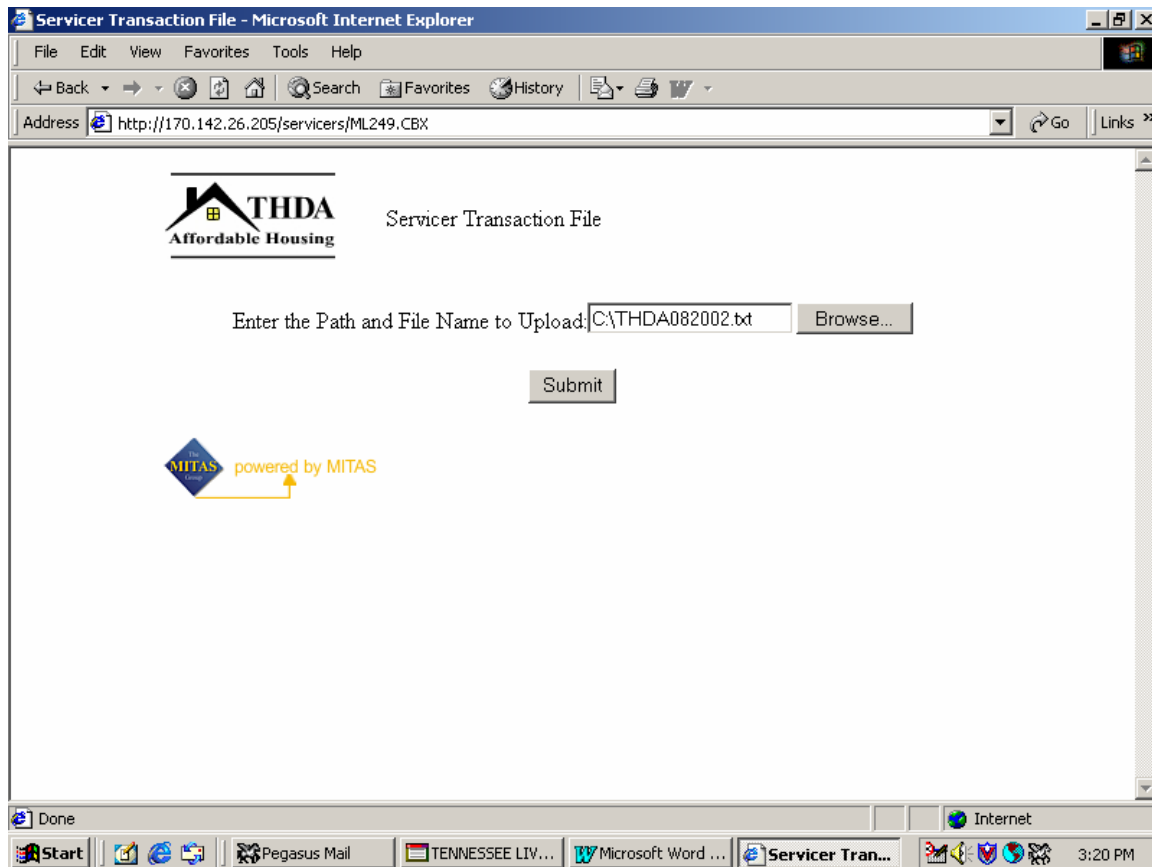 Servicer Transaction File - Microsoft Internet Explorer
File Edit View Favorites Tools Help
Back Search Favorites History
Address http://170.142.26.205/servicers/ML249.CBX Go Links »
THDA
Affordable Housing
Servicer Transaction File
Enter the Path and File Name to Upload: C:\THDA082002.txt Browse...
Submit
The
MITAS
Group
powered by MITAS
Done Internet
Start Pegasus Mail TENNESSEE LIV... Microsoft Word ... Servicer Tran... 3:20 PM